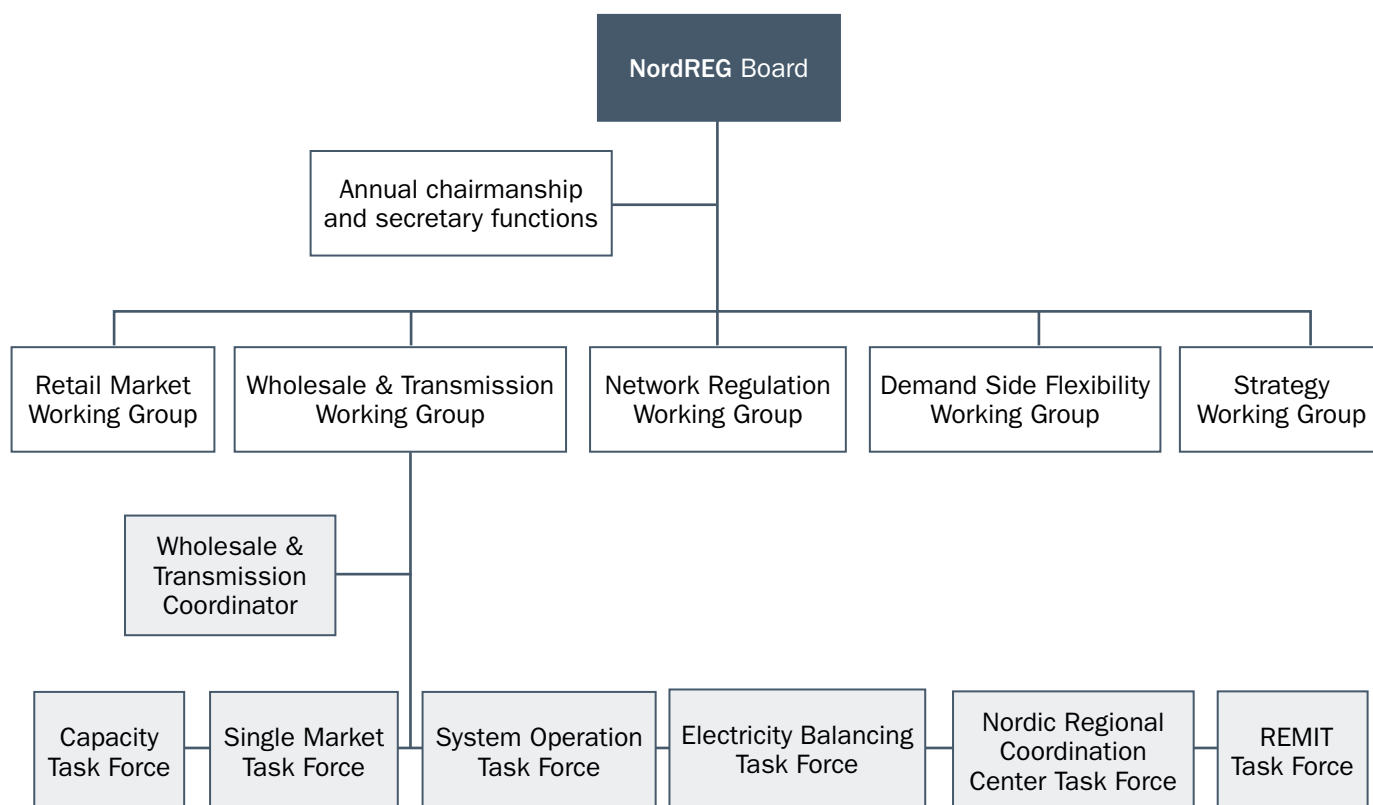 NordREG Board
Annual chairmanship
and secretary functions
Retail Market
Working Group
Wholesale & Transmission
Working Group
Network Regulation
Working Group
Demand Side Flexibility
Working Group
Strategy
Working Group
Wholesale &
Transmission
Coordinator
Capacity
Task Force
Single Market
Task Force
System Operation
Task Force
Electricity Balancing
Task Force
Nordic Regional
Coordination
Center Task Force
REMIT
Task Force